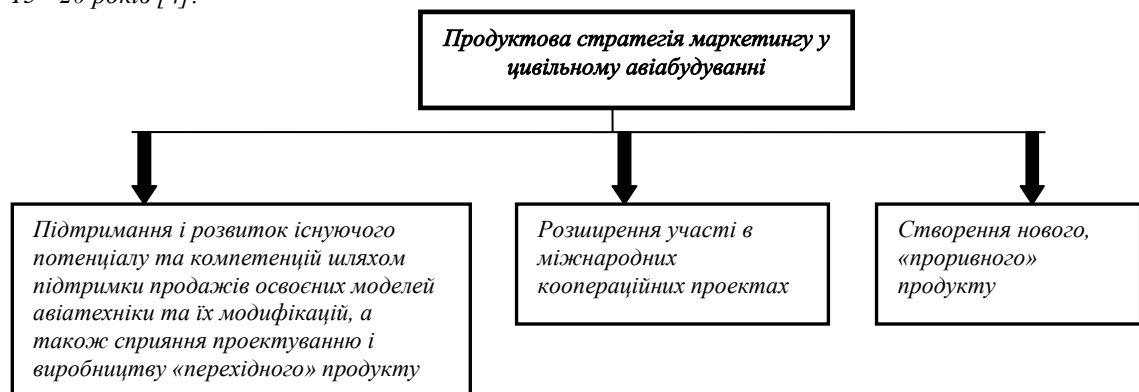 15 - 20 років [4].
Продуктова стратегія маркетингу у
цивільному авіабудуванні
Підтримання і розвиток існуючого
потенціалу та компетенцій шляхом
підтримки продажів освоєних моделей
авіатехніки та їх модифікацій, а
також сприяння проектуванню і
виробництву «перехідного» продукту
Розширення участі в
міжнародних
коопераційних проектах
Створення нового,
«проривного»
продукту